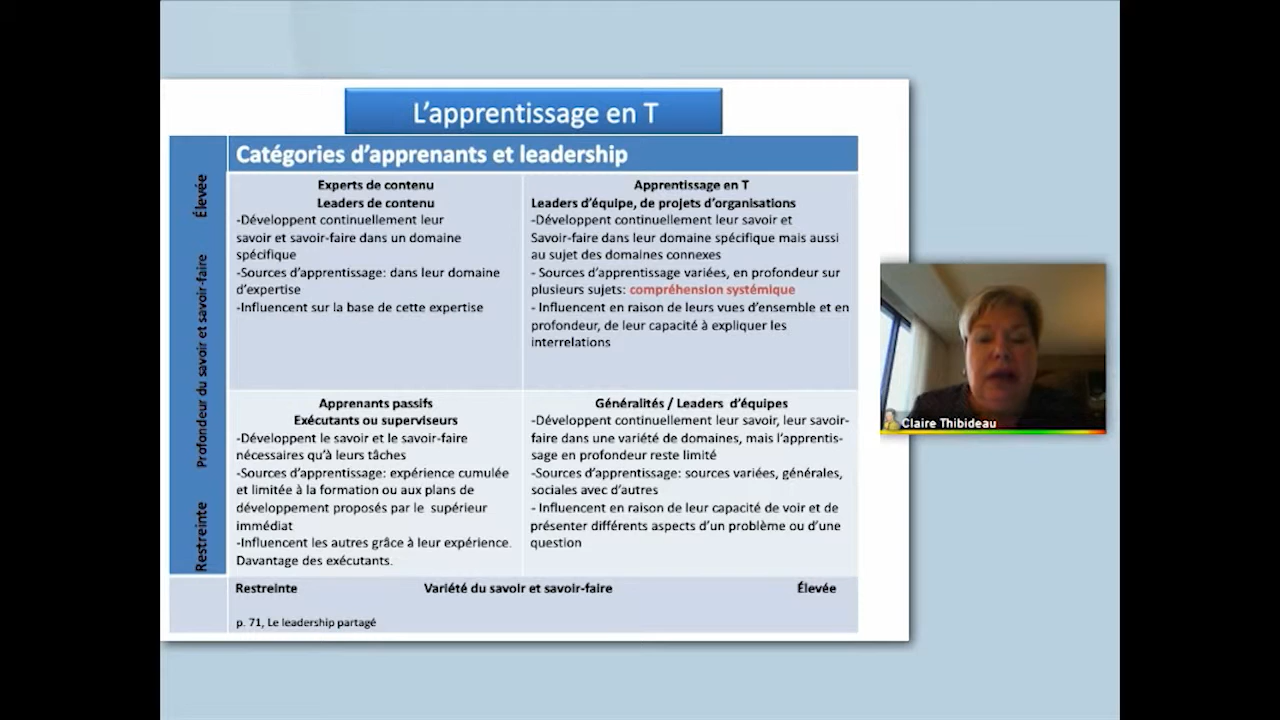 L'apprentissage en T
Catégories d'apprenants et leadership
Élevée
Profondeur du savoir et savoir-faire
Restreinte
Experts de contenu
Leaders de contenu
-Développent continuellement leur
savoir et savoir-faire dans un domaine
spécifique
-Sources d'apprentissage: dans leur domaine
d'expertise
-Influencent sur la base de cette expertise
Apprentissage en T
Leaders d'équipe, de projets d'organisations
-Développent continuellement leur savoir et
Savoir-faire dans leur domaine spécifique mais aussi
au sujet des domaines connexes
- Sources d'apprentissage variées, en profondeur sur
plusieurs sujets: compréhension systémique
- Influencent en raison de leurs vues d'ensemble et en
profondeur, de leur capacité à expliquer les
interrelations
Apprenants passifs
Exécutants ou superviseurs
-Développent le savoir et le savoir-faire
nécessaires qu'à leurs tâches
-Sources d'apprentissage: expérience cumulée
et limitée à la formation ou aux plans de
développement proposés par le supérieur
immédiat
-Influencent les autres grâce à leur expérience.
Davantage des exécutants.
Généralités / Leaders d'équipes
-Développent continuellement leur savoir, leur savoir-
faire dans une variété de domaines, mais l'apprentis-
sage en profondeur reste limité
-Sources d'apprentissage: sources variées, générales,
sociales avec d'autres
- Influencent en raison de leur capacité de voir et de
présenter différents aspects d'un problème ou d'une
question
Restreinte Variété du savoir et savoir-faire Élevée
p. 71, Le leadership partagé
Claire Thibideau